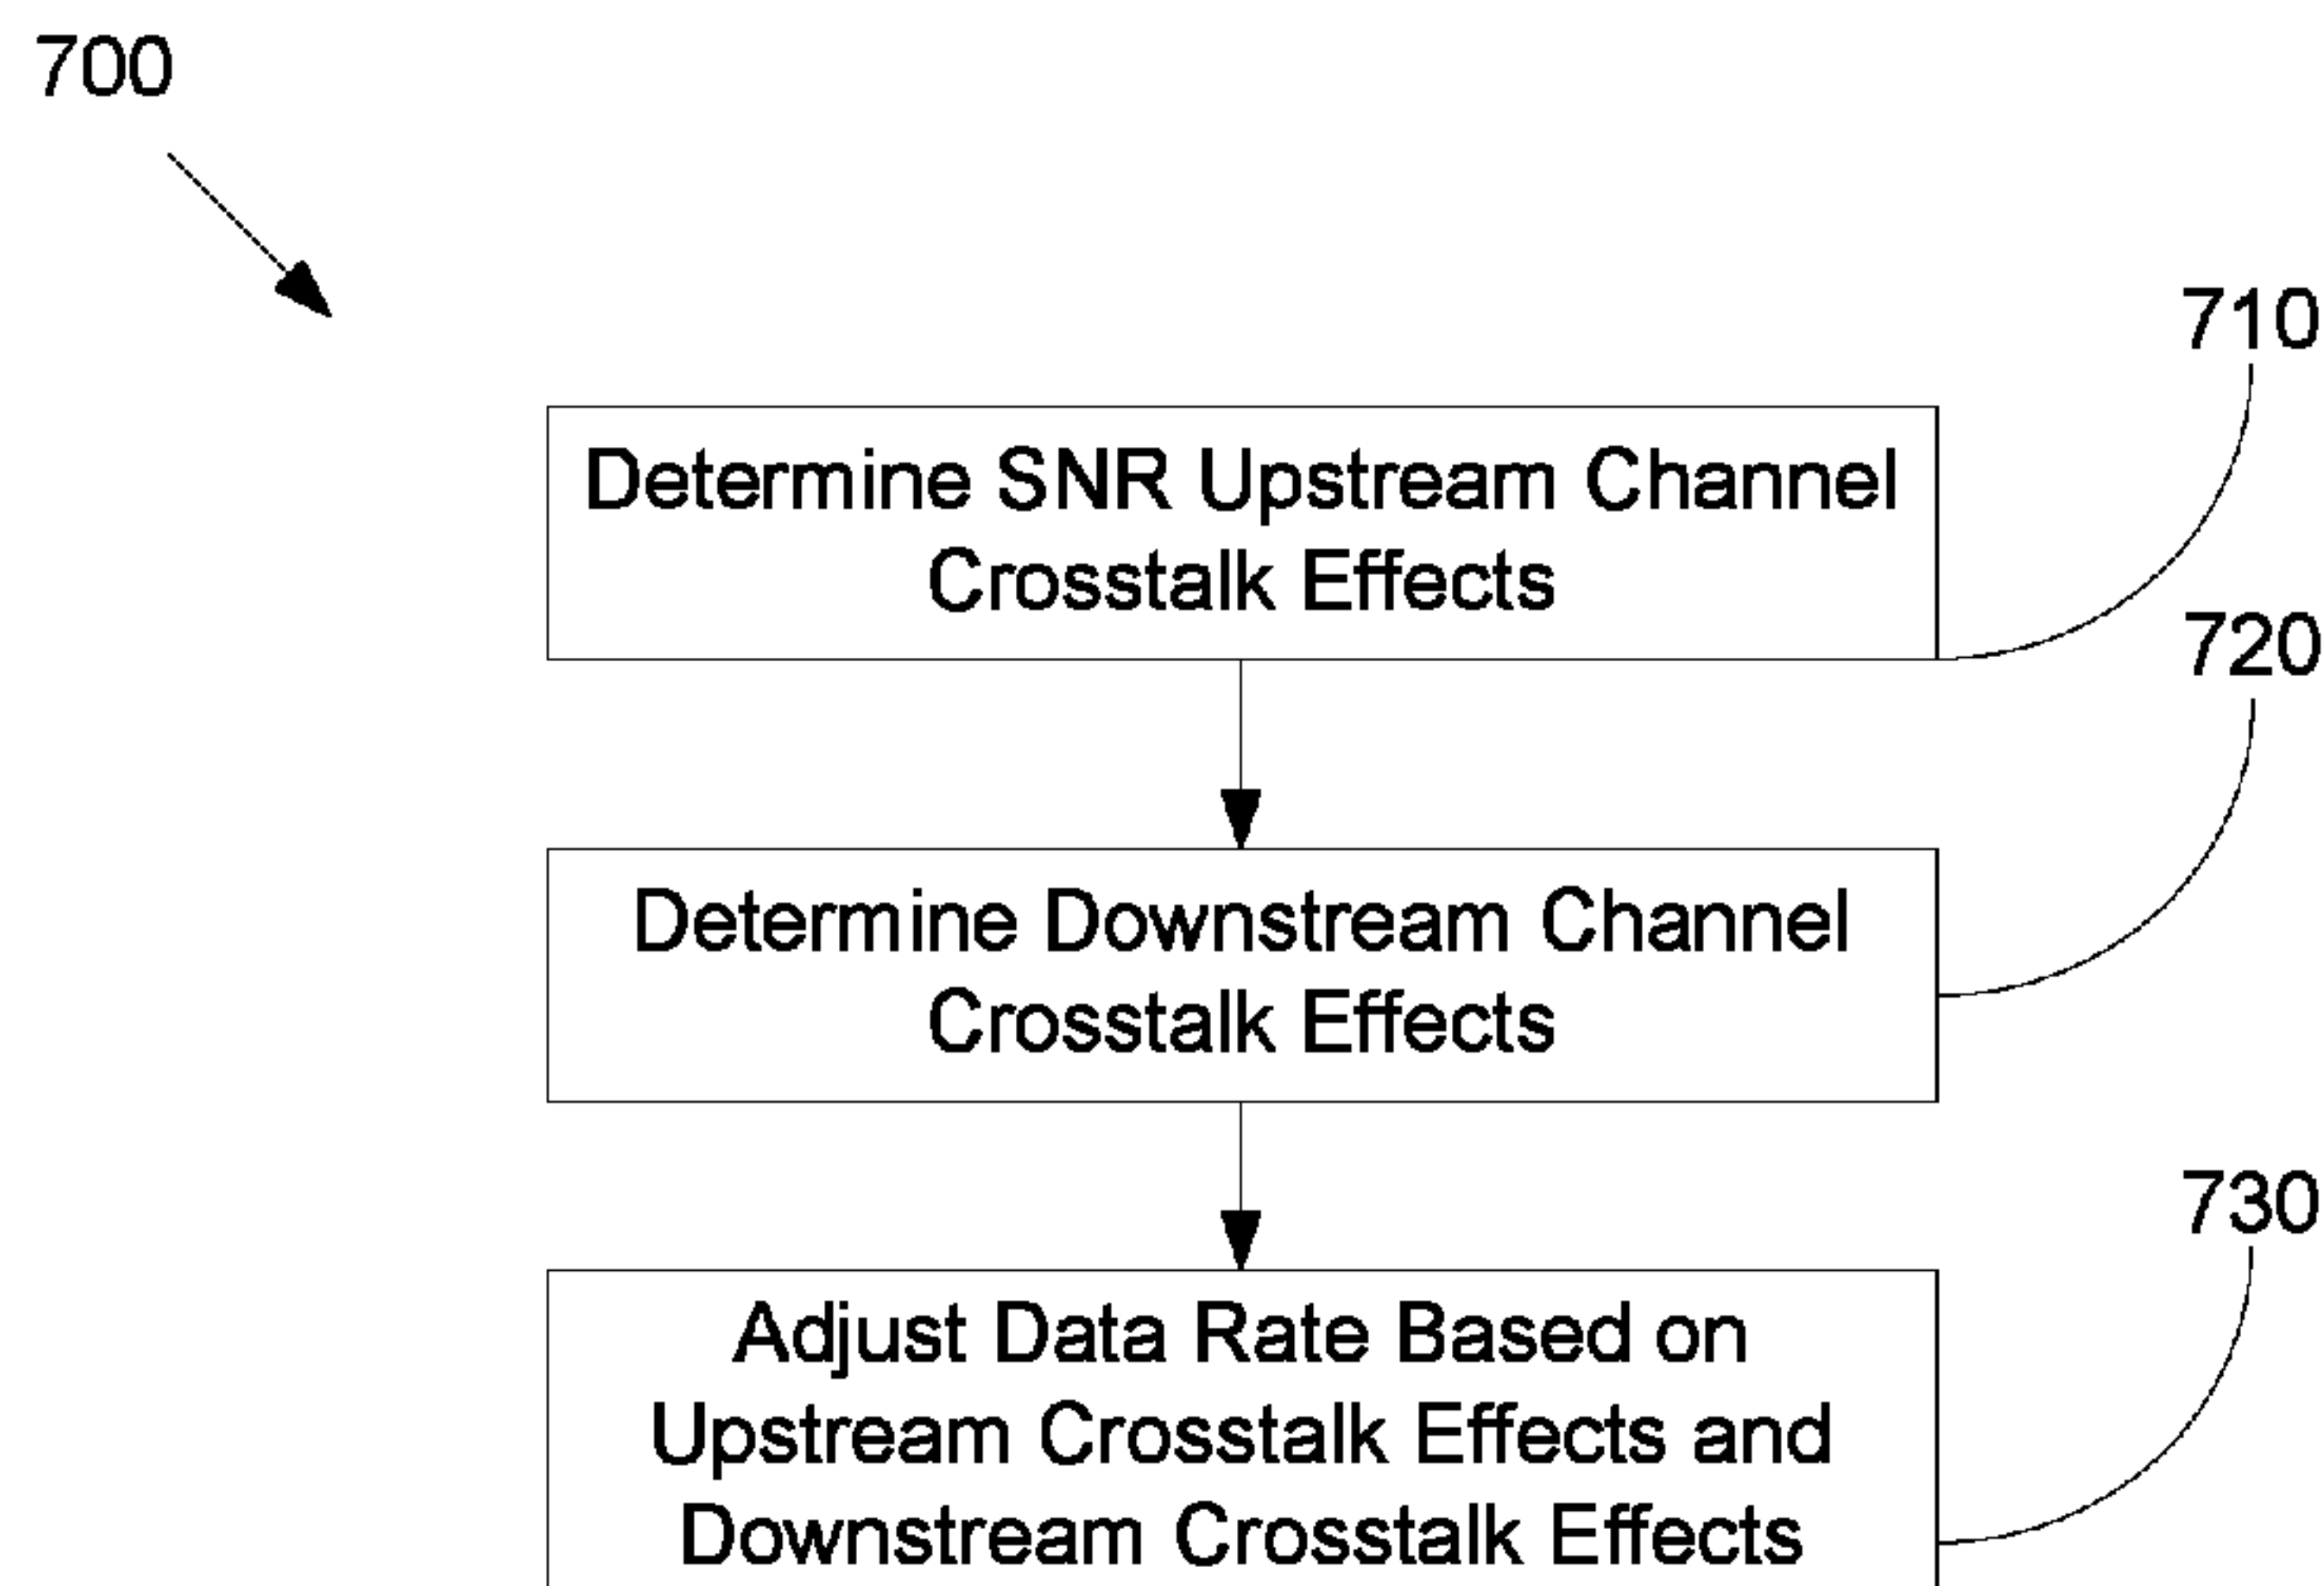 700
710
Determine SNR Upstream Channel
Crosstalk Effects
720
Determine Downstream Channel
Crosstalk Effects
730
Adjust Data Rate Based on
Upstream Crosstalk Effects and
Downstream Crosstalk Effects